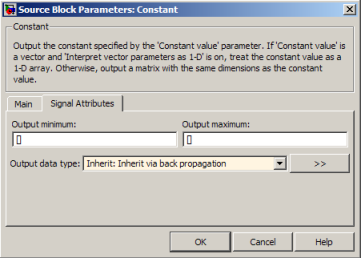 Source Block Parameters: Constant
Constant
Output the constant specified by the 'Constant value' parameter. If 'Constant value' is
a vector and 'Interpret vector parameters as 1-D' is on, treat the constant value as a
1-D array. Otherwise, output a matrix with the same dimensions as the constant
value.
Main Signal Attributes
Output minimum: Output maximum:
[] []
Output data type: Inherit: Inherit via back propagation >>
OK Cancel Help